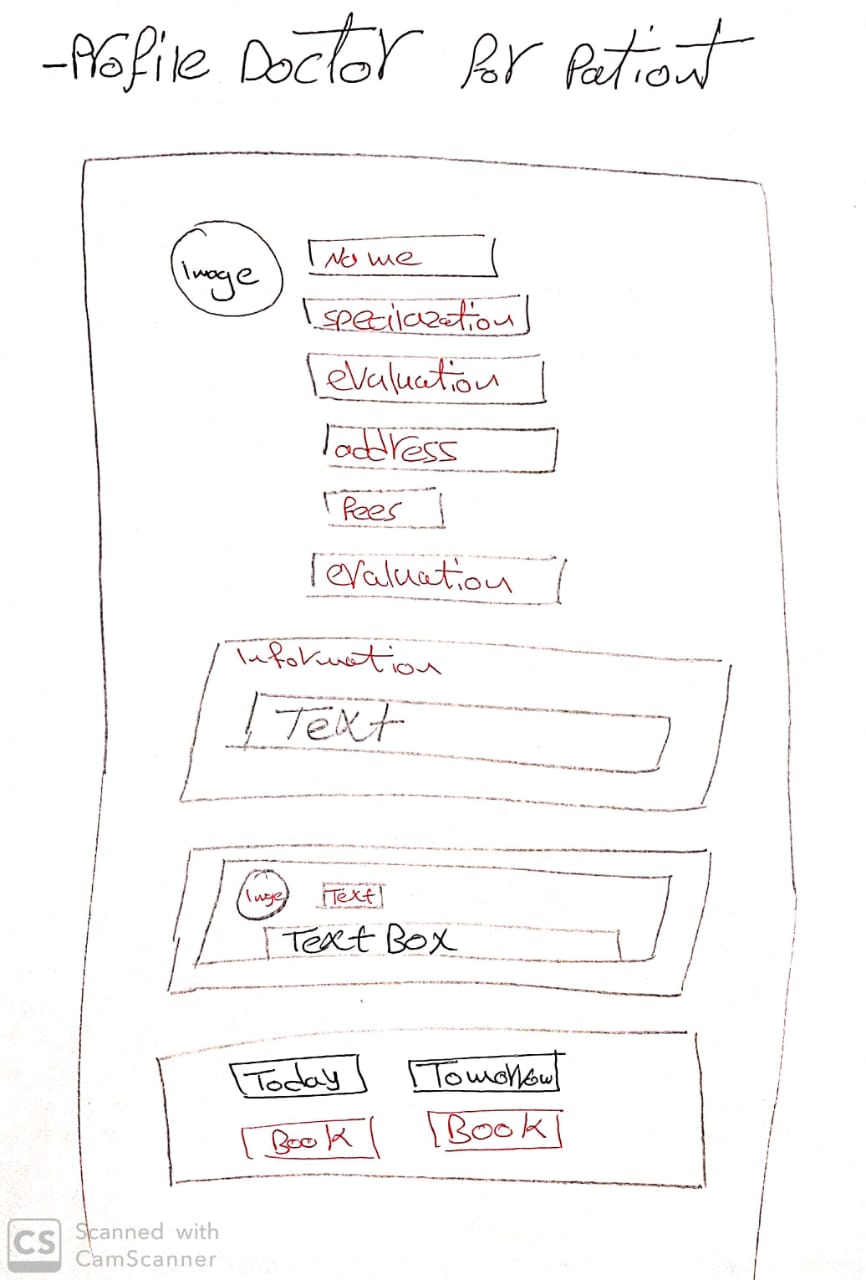 -Profile Doctor for Pationt
Image
Name
specilazation
evaluation
address
fees
evaluation
Information
Text
Image Text
Text Box
Today Tomorrow
Book Book
CS Scanned with
CamScanner